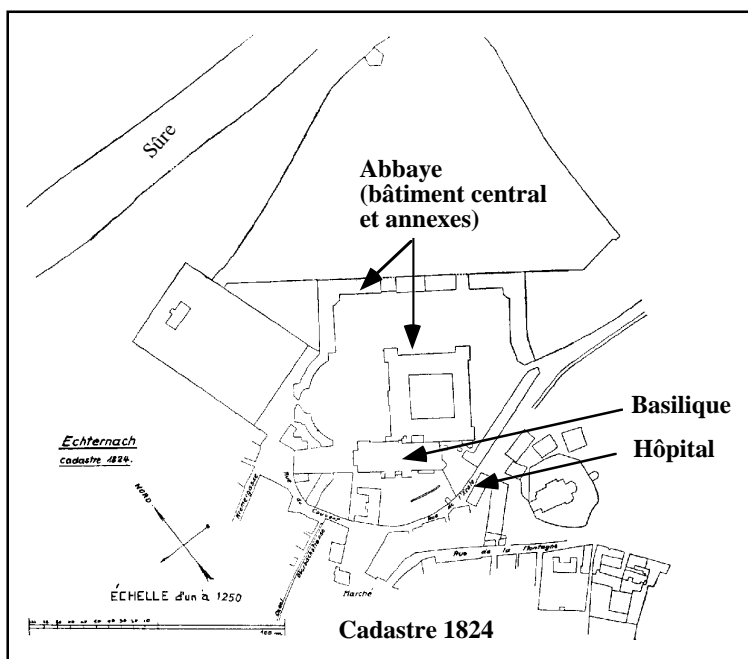 Sûre
Abbaye
(bâtiment central
et annexes)
Basilique
Hôpital
Echternach
cadastre 1824.
NORD
Rue de la Montagne
ÉCHELLE d'un à 1250
100 m.
Marché
Cadastre 1824